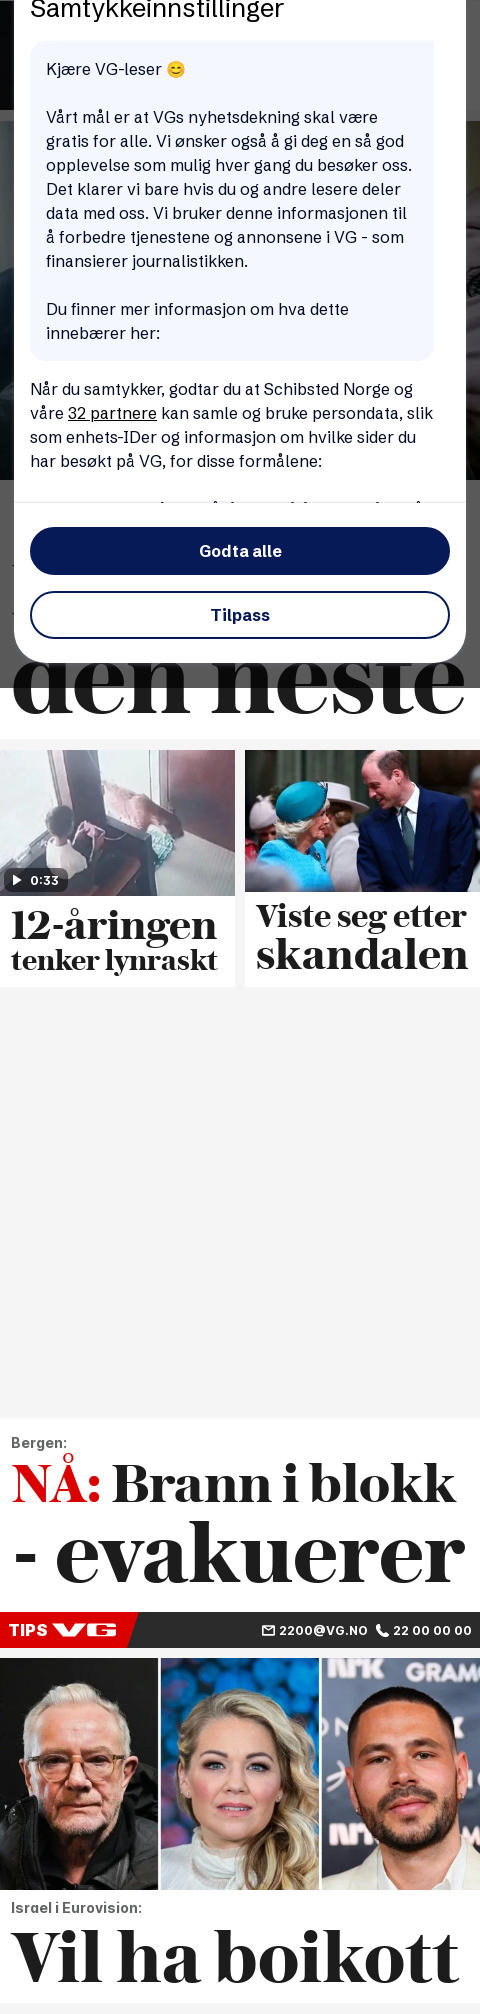 Samtykkeinnstillinger
Kjære VG-leser 😊
Vårt mål er at VGs nyhetsdekning skal være
gratis for alle. Vi ønsker også å gi deg en så god
opplevelse som mulig hver gang du besøker oss.
Det klarer vi bare hvis du og andre lesere deler
data med oss. Vi bruker denne informasjonen til
å forbedre tjenestene og annonsene i VG - som
finansierer journalistikken.
Du finner mer informasjon om hva dette
innebærer her:
Når du samtykker, godtar du at Schibsted Norge og
våre 32 partnere kan samle og bruke persondata, slik
som enhets-IDer og informasjon om hvilke sider du
har besøkt på VG, for disse formålene:
Godta alle
Tilpass
den neste
0:33
12-åringen
tenker lynraskt
Viste seg etter
skandalen
Bergen:
NÅ: Brann i blokk
- evakuerer
TIPS VG 2200@VG.NO 22 00 00 00
nrk GRAMO
nrk
Israel i Eurovision:
Vil ha boikott